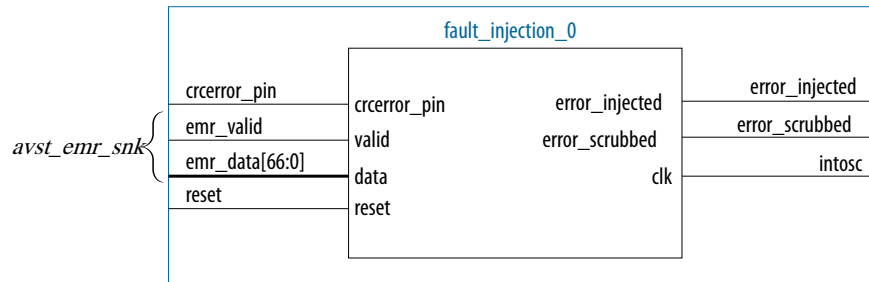 fault_injection_0
crcerror_pin
emr_valid
emr_data[66:0]
reset
avst_emr_snk
crcerror_pin
valid
data
reset
error_injected
error_scrubbed
clk
error_injected
error_scrubbed
intosc